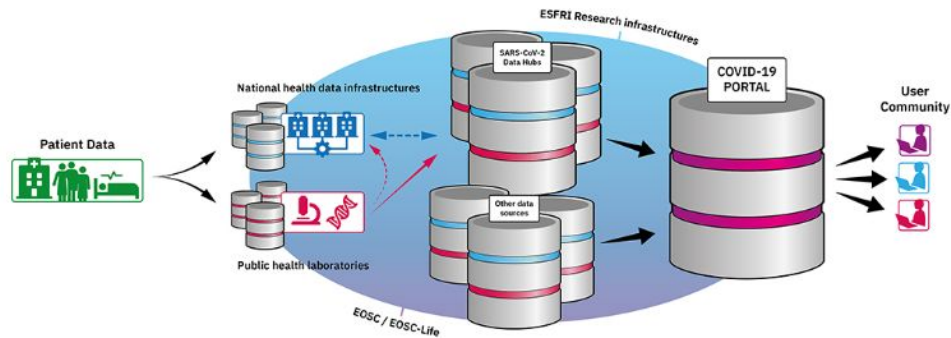 ESFRI Research infrastructures
SARS-CoV-2
Data Hubs
COVID-19
PORTAL
National health data infrastructures
User
Community
Patient Data
Other data
sources
Public health laboratories
EOSC / EOSC-Life